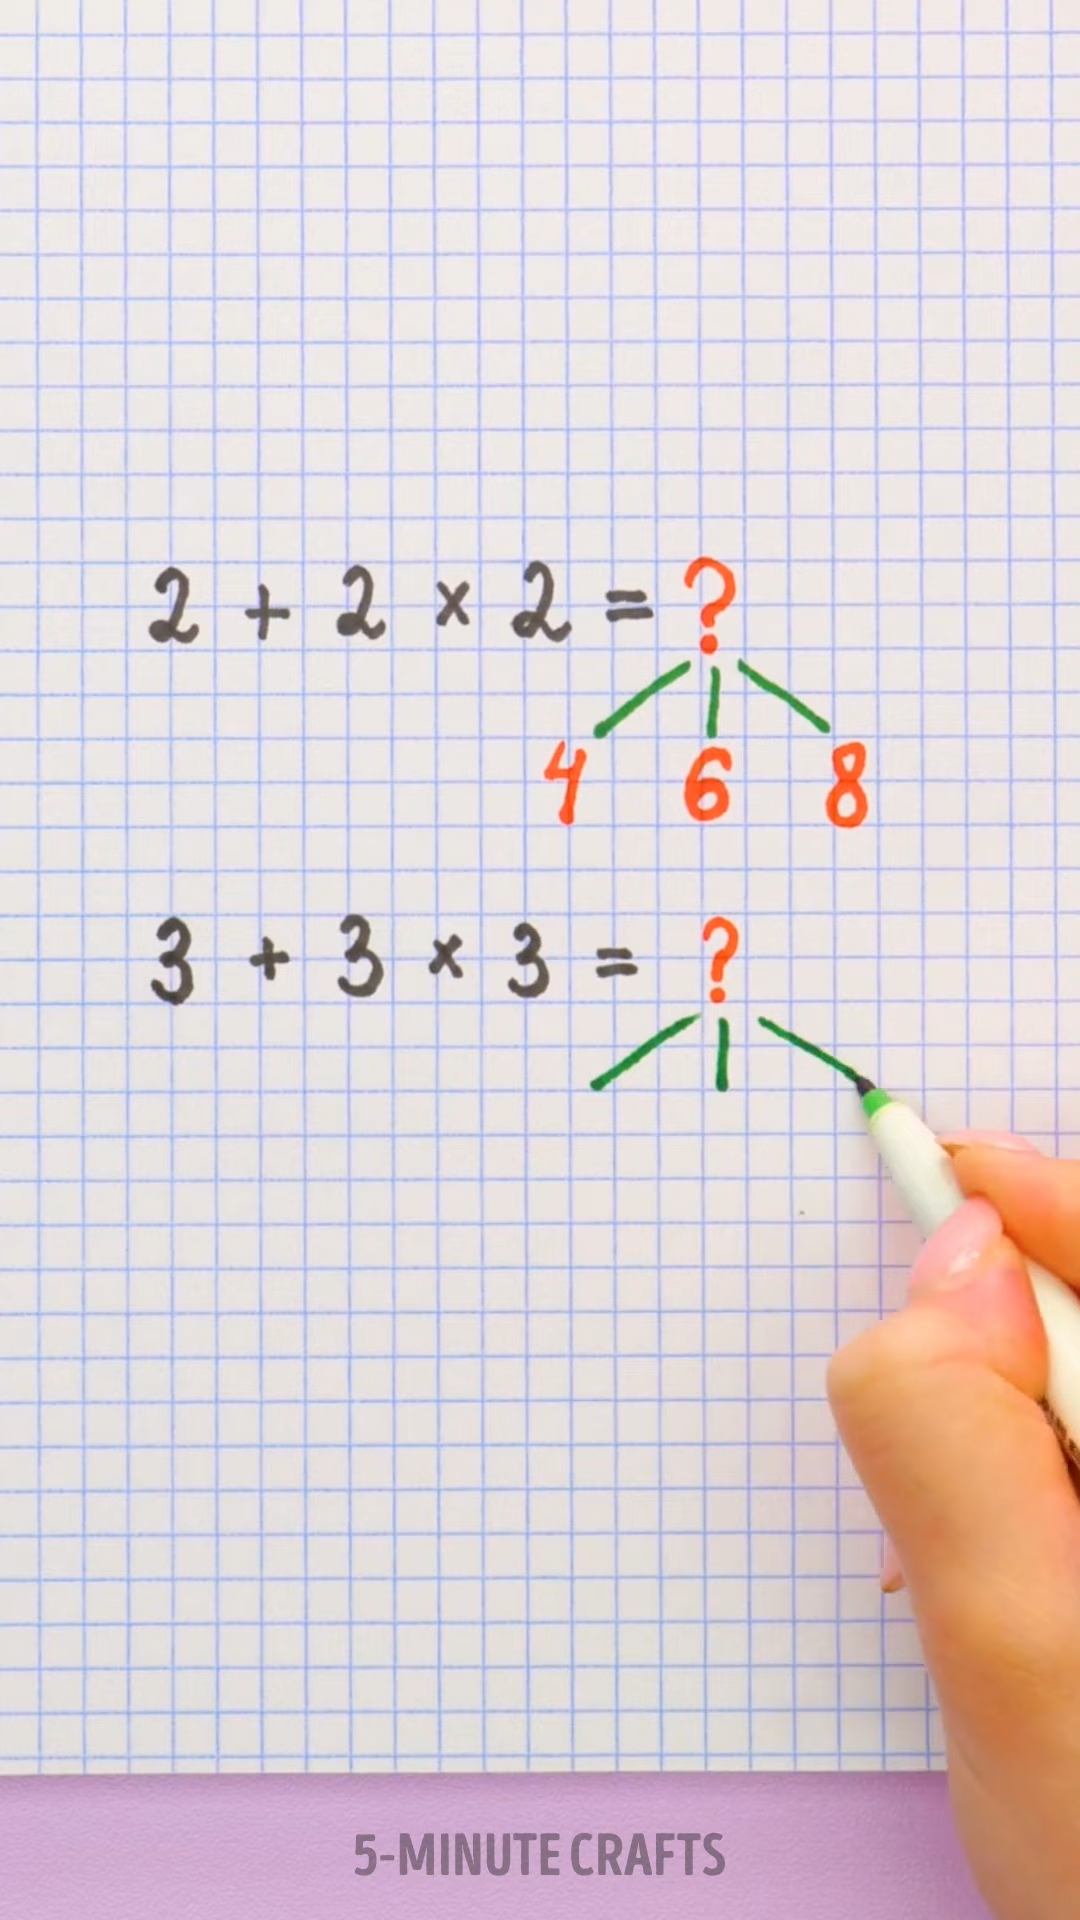 2 + 2 × 2 = ?
4 6 8
3 + 3 × 3 = ?
5-MINUTE CRAFTS